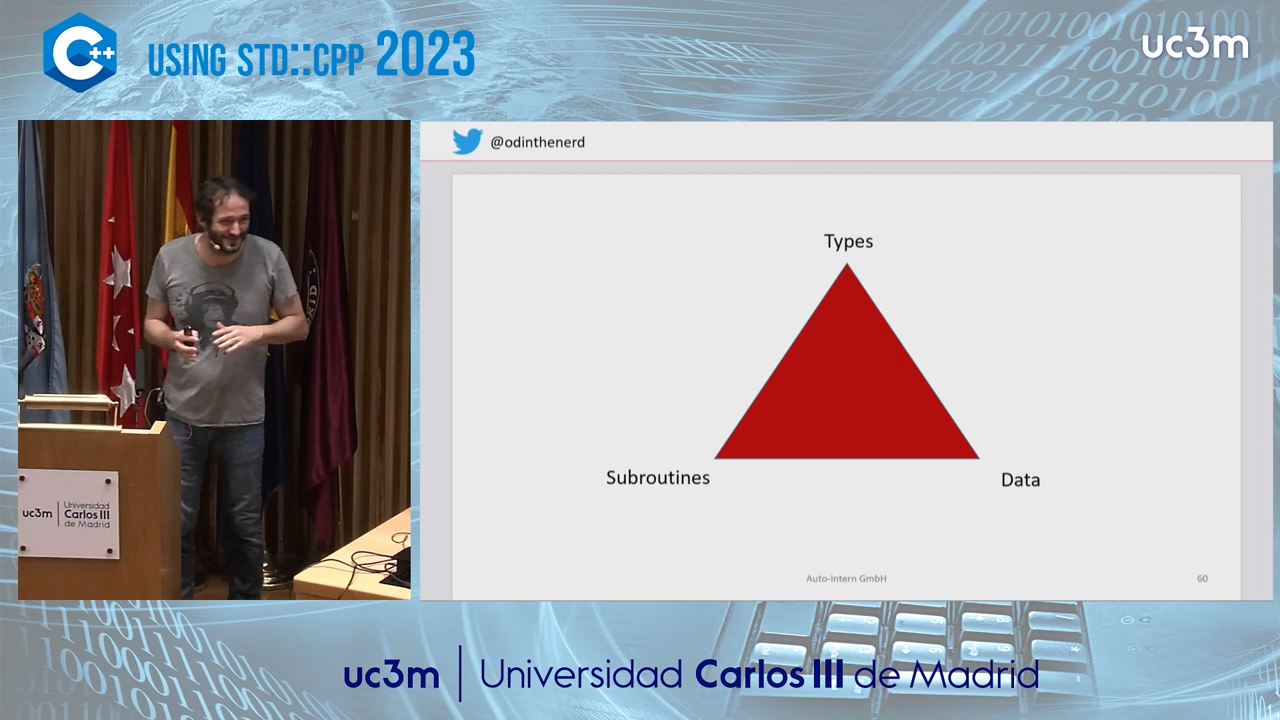 C++
USING STD::CPP 2023
uc3m
@odinthenerd
Types
Subroutines
Data
Auto-Intern GmbH
60
uc3m
Universidad
Carlos III
de Madrid
uc3m | Universidad Carlos III de Madrid